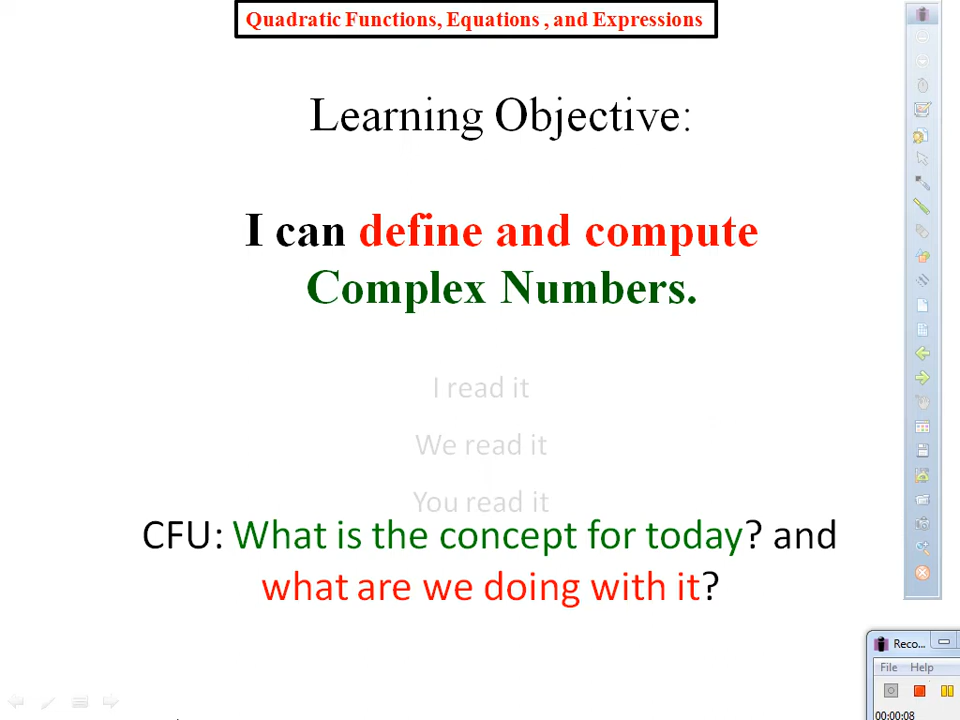 Quadratic Functions, Equations , and Expressions
Learning Objective:
I can define and compute
Complex Numbers.
I read it
We read it
You read it
CFU: What is the concept for today? and
what are we doing with it?
Reco...
File Help
00:00:08